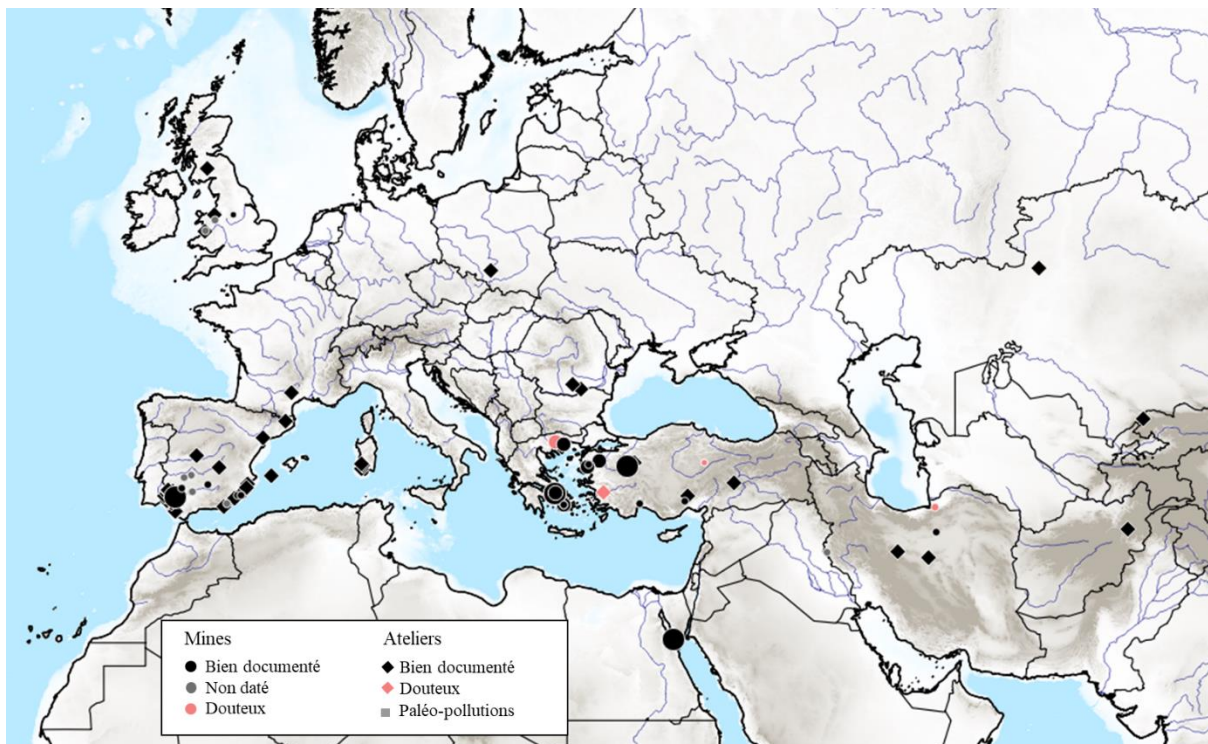 Mines
Ateliers
Bien documenté
Bien documenté
Non daté
Douteux
Douteux
Paléo-pollutions